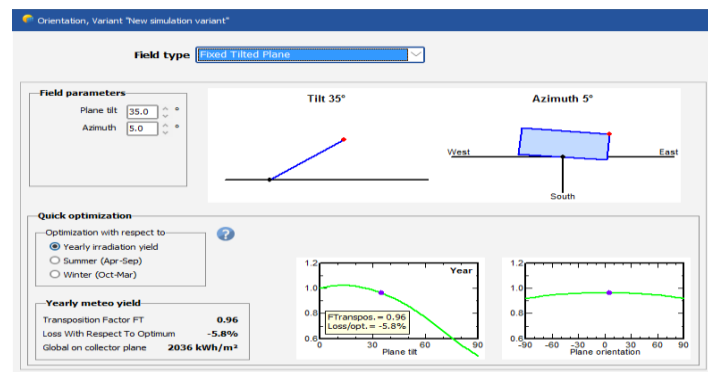 Orientation, Variant "New simulation variant"
Field type Fixed Tilted Plane
Field parameters
Plane tilt 35.0 °
Azimuth 5.0 °
Tilt 35°
Azimuth 5°
West
East
South
Quick optimization
Optimization with respect to
Yearly irradiation yield
Summer (Apr-Sep)
Winter (Oct-Mar)
?
Yearly meteo yield
Transposition Factor FT 0.96
Loss With Respect To Optimum -5.8%
Global on collector plane 2036 kWh/m²
Year
1.2
1.0
0.8
0.6
FTranspos. = 0.96
Loss/opt. = -5.8%
0 30 60 90
Plane tilt
1.2
1.0
0.8
0.6
-90 -60 -30 0 30 60 90
Plane orientation